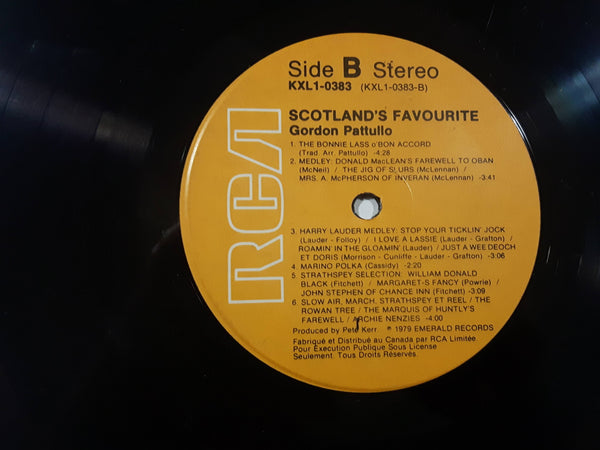 Side B Stereo
KXL1-0383 (KXL1-0383-B)
RCA
SCOTLAND'S FAVOURITE
Gordon Pattullo
1. THE BONNIE LASS o'BON ACCORD
(Trad. Arr. Pattullo) -4:28
2. MEDLEY: DONALD MacLEAN'S FAREWELL TO OBAN
(McNeil) / THE JIG OF SLURS (McLennan) /
MRS. A. McPHERSON OF INVERAN (McLennan) -3:41
3. HARRY LAUDER MEDLEY: STOP YOUR TICKLIN' JOCK
(Lauder - Folloy) / I LOVE A LASSIE (Lauder - Grafton) /
ROAMIN' IN THE GLOAMIN' (Lauder) / JUST A WEE DEOCH
ET DORIS (Morrison - Cunliffe - Lauder - Grafton) -3:06
4. MARINO POLKA (Cassidy) -2:20
5. STRATHSPEY SELECTION: WILLIAM DONALD
BLACK (Fitchett) / MARGARET'S FANCY (Powrie) /
JOHN STEPHEN OF CHANCE INN (Fitchett) -3:09
6. SLOW AIR, MARCH, STRATHSPEY ET REEL / THE
ROWAN TREE / THE MARQUIS OF HUNTLY'S
FAREWELL / ARCHIE NENZIES -4:00
Produced by Pete Kerr. ℗ 1979 EMERALD RECORDS
Fabriqué et Distribué au Canada par RCA Limitée.
Pour Exécution Publique Sous License
Seulement. Tous Droits Réservés.